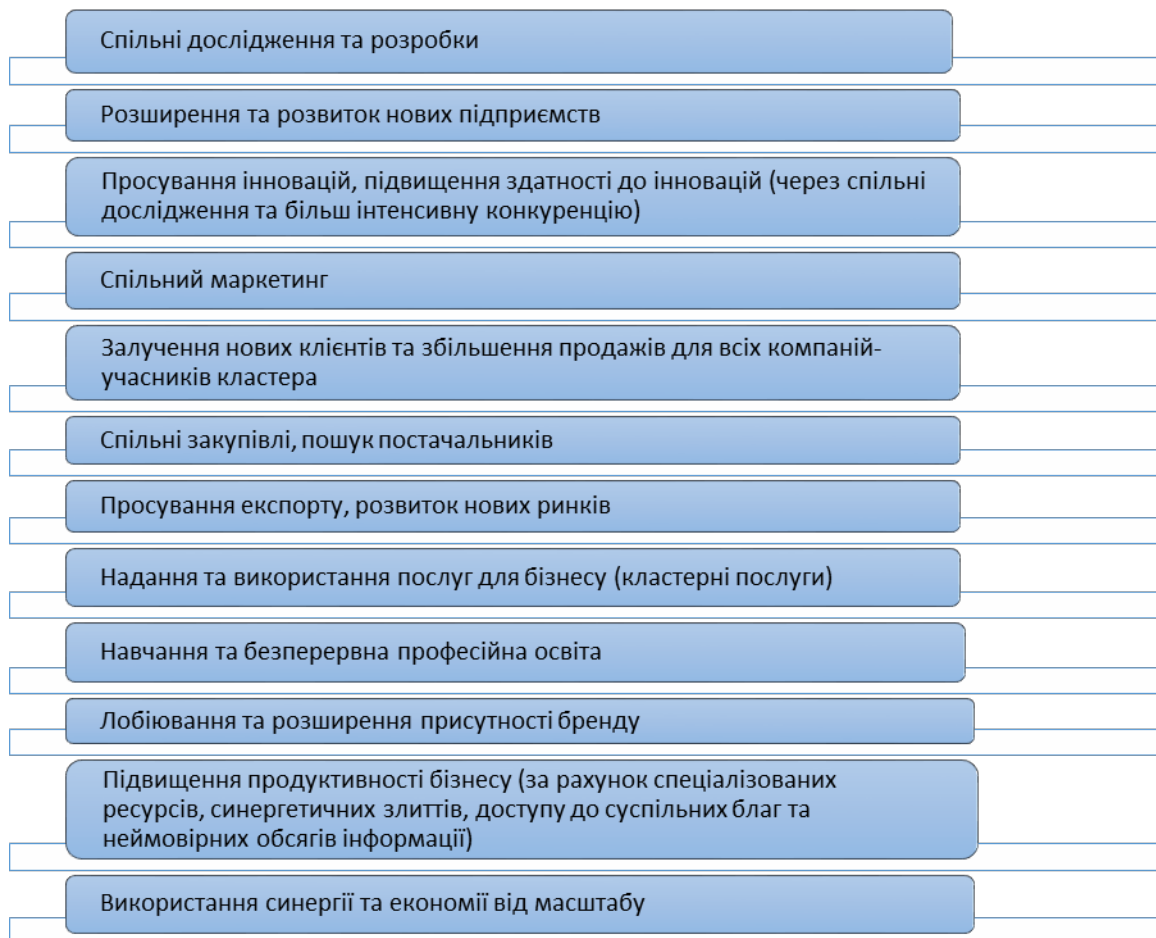 Спільні дослідження та розробки
Розширення та розвиток нових підприємств
Просування інновацій, підвищення здатності до інновацій (через спільні
дослідження та більш інтенсивну конкуренцію)
Спільний маркетинг
Залучення нових клієнтів та збільшення продажів для всіх компаній-
учасників кластера
Спільні закупівлі, пошук постачальників
Просування експорту, розвиток нових ринків
Надання та використання послуг для бізнесу (кластерні послуги)
Навчання та безперервна професійна освіта
Лобіювання та розширення присутності бренду
Підвищення продуктивності бізнесу (за рахунок спеціалізованих
ресурсів, синергетичних злиттів, доступу до суспільних благ та
неймовірних обсягів інформації)
Використання синергії та економії від масштабу